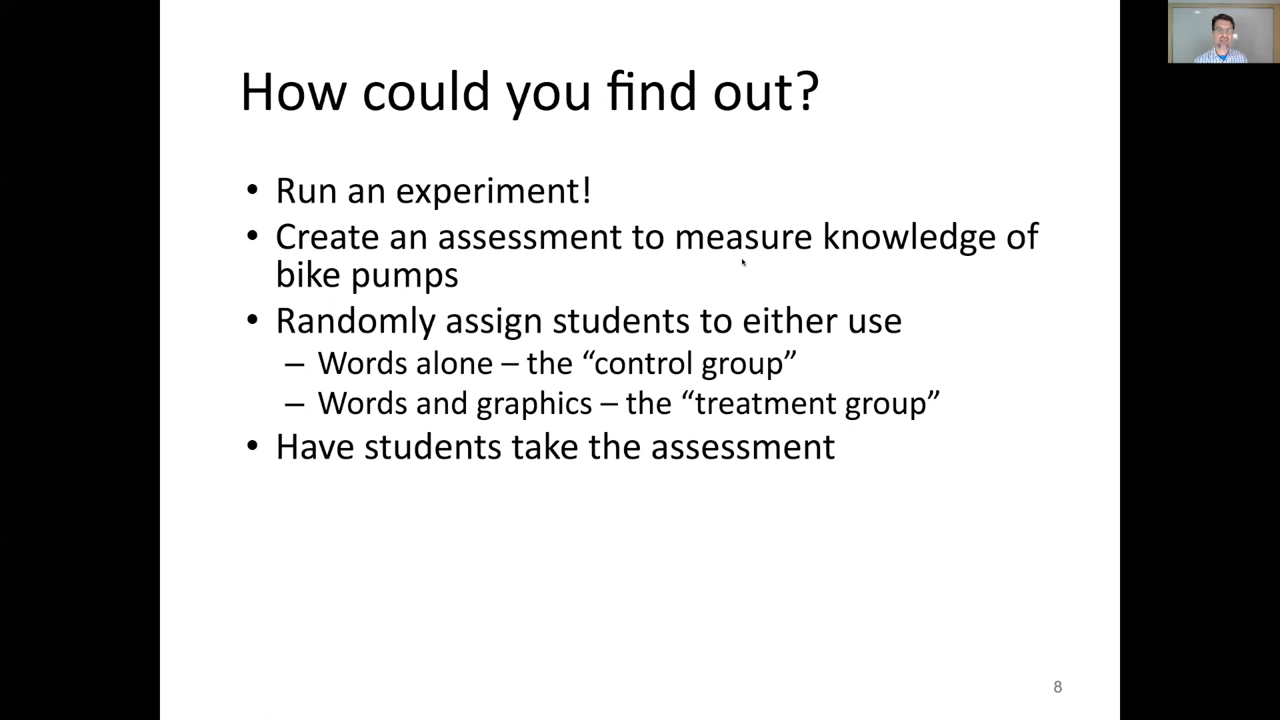 How could you find out?
• Run an experiment!
• Create an assessment to measure knowledge of
bike pumps
• Randomly assign students to either use
– Words alone – the “control group”
– Words and graphics – the “treatment group”
• Have students take the assessment
8